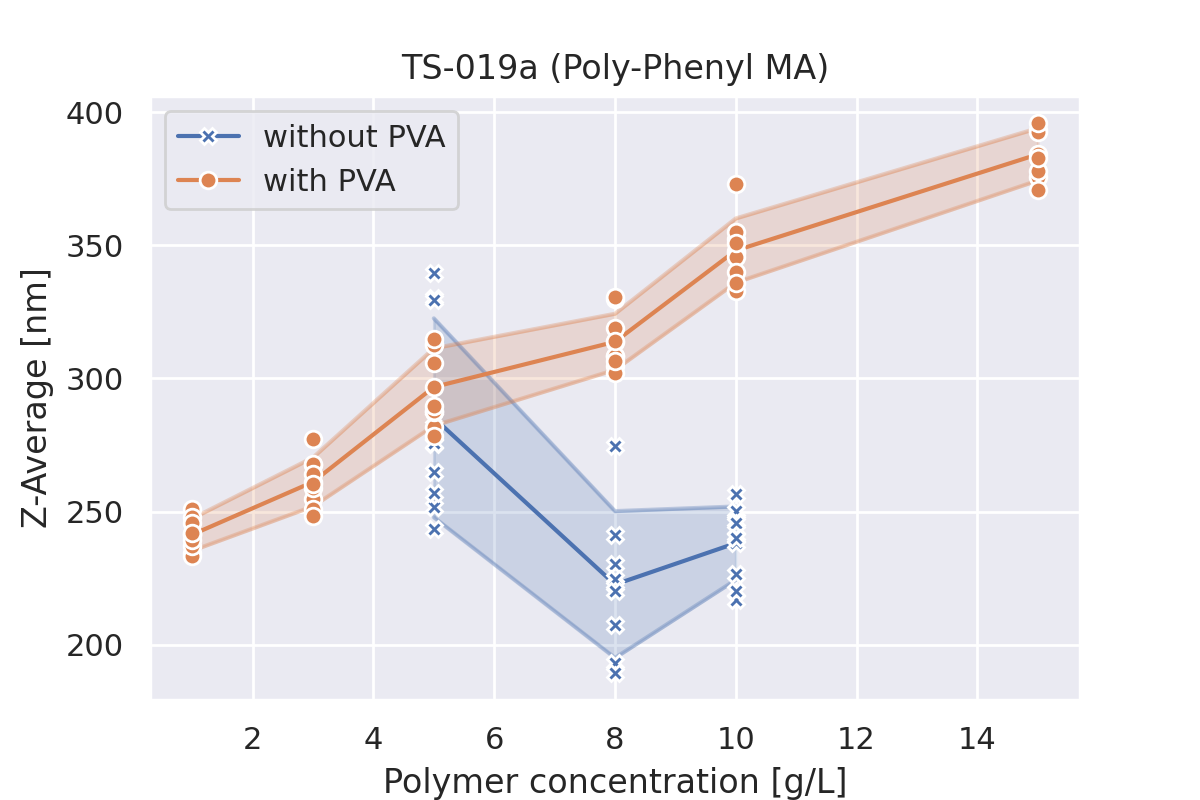 TS-019a (Poly-Phenyl MA)
without PVA
with PVA
Z-Average [nm]
400
350
300
250
200
2 4 6 8 10 12 14
Polymer concentration [g/L]